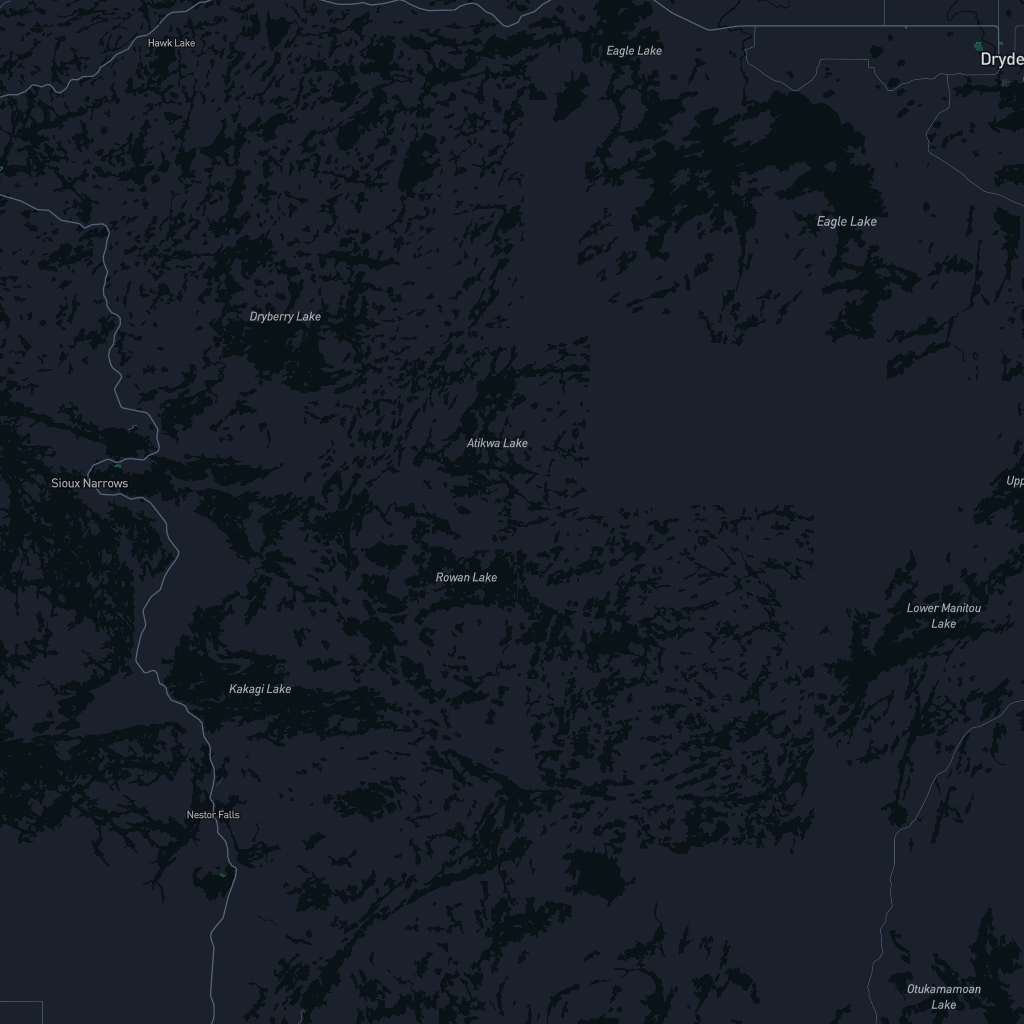 Hawk Lake
Eagle Lake
Dryde
Eagle Lake
Dryberry Lake
Atikwa Lake
Sioux Narrows
Upp
Rowan Lake
Lower Manitou
Lake
Kakagi Lake
Nestor Falls
Otukamamoan
Lake